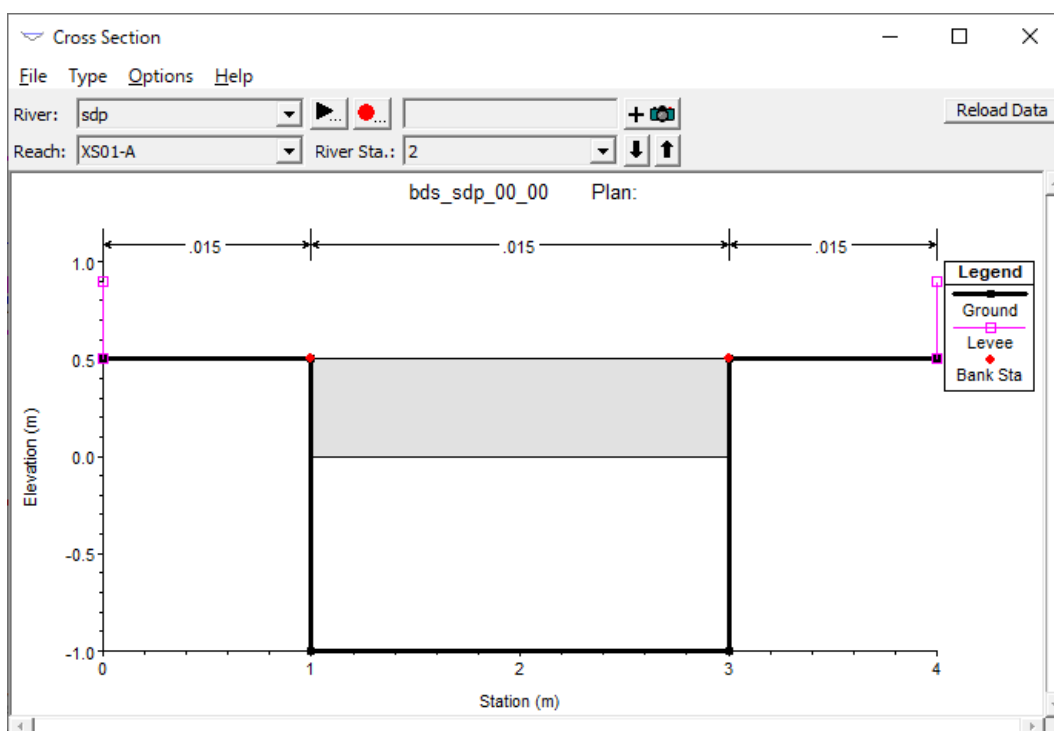 Cross Section
File Type Options Help
River: sdp Reload Data
Reach: XS01-A River Sta.: 2
bds_sdp_00_00 Plan:
.015 .015 .015
1.0
0.5
0.0
-0.5
-1.0
0 1 2 3 4
Elevation (m)
Station (m)
Legend
Ground
Levee
Bank Sta